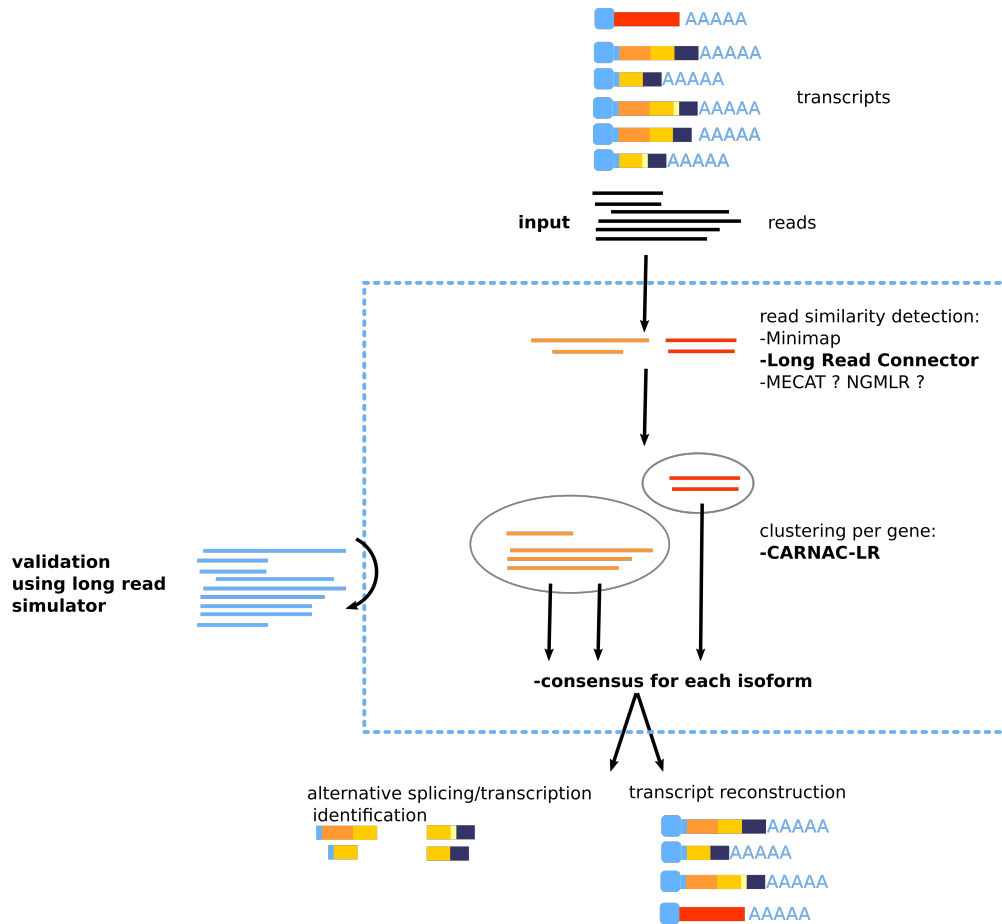 AAAAA
AAAAA
AAAAA
transcripts
AAAAA
AAAAA
AAAAA
input
reads
read similarity detection:
-Minimap
-Long Read Connector
-MECAT ? NGMLR ?
clustering per gene:
-CARNAC-LR
validation
using long read
simulator
-consensus for each isoform
alternative splicing/transcription
identification
transcript reconstruction
AAAAA
AAAAA
AAAAA
AAAAA